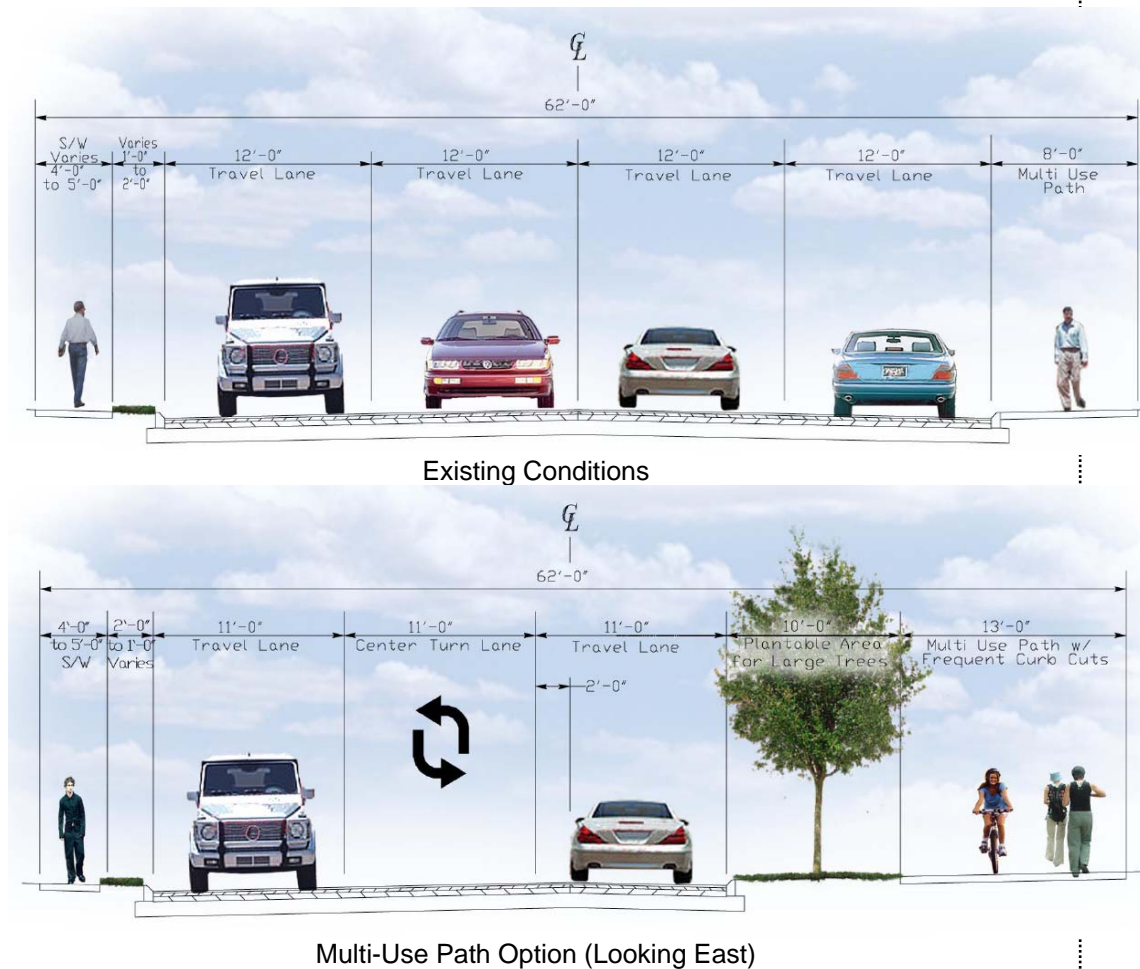 ℄
62'-0"
S/W
Varies
4'-0"
to 5'-0"
Varies
1'-0"
to
2'-0"
12'-0"
Travel Lane
12'-0"
Travel Lane
12'-0"
Travel Lane
12'-0"
Travel Lane
8'-0"
Multi Use
Path
Existing Conditions
℄
62'-0"
4'-0"
to 5'-0"
S/W
2'-0"
to 1'-0"
Varies
11'-0"
Travel Lane
11'-0"
Center Turn Lane
11'-0"
Travel Lane
2'-0"
10'-0"
Plantable Area
for Large Trees
13'-0"
Multi Use Path w/
Frequent Curb Cuts
Multi-Use Path Option (Looking East)